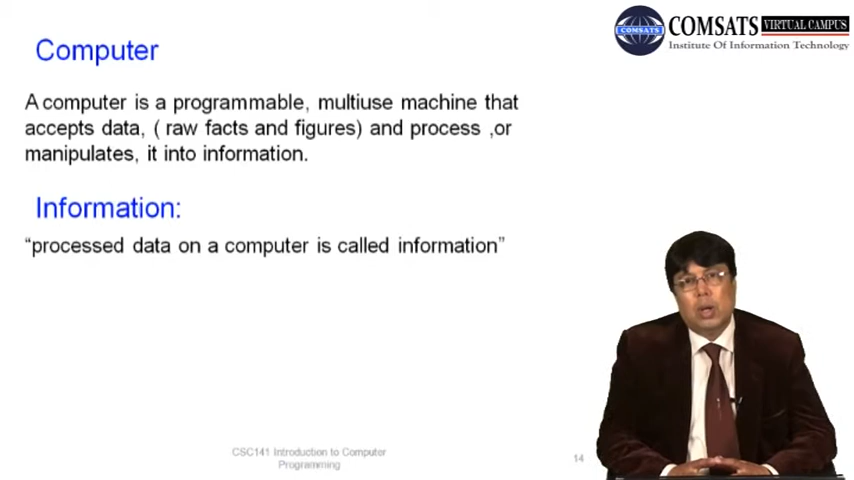 COMSATS
COMSATS VIRTUAL CAMPUS
Institute Of Information Technology
Computer
A computer is a programmable, multiuse machine that
accepts data, ( raw facts and figures) and process ,or
manipulates, it into information.
Information:
“processed data on a computer is called information”
CSC141 Introduction to Computer
Programming
14